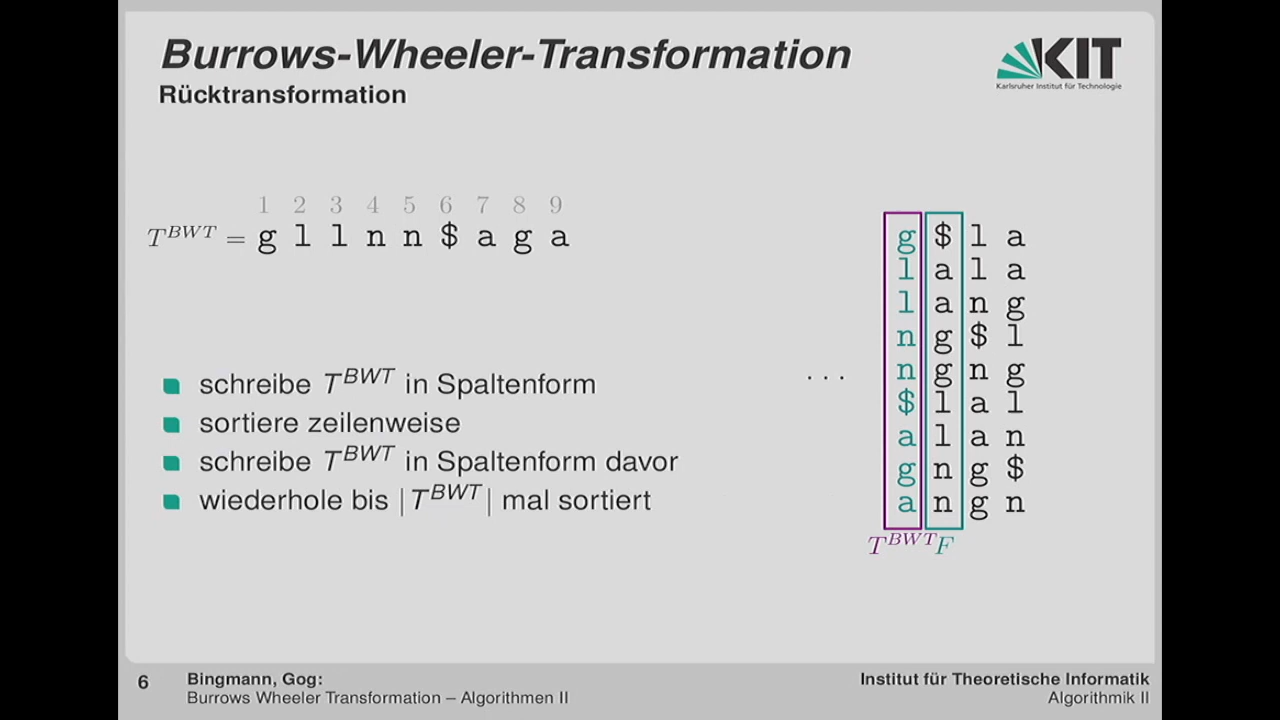 Burrows-Wheeler-Transformation
Rücktransformation
KIT
Karlsruher Institut für Technologie
1 2 3 4 5 6 7 8 9
T^BWT = g l l n n $ a g a
schreibe T^BWT in Spaltenform
sortiere zeilenweise
schreibe T^BWT in Spaltenform davor
wiederhole bis |T^BWT| mal sortiert
. . .
g $ l a
l a l a
l a n g
n g $ l
n g n g
$ l a l
a l a n
g n g $
a n g n
T^BWT F
6
Bingmann, Gog:
Burrows Wheeler Transformation – Algorithmen II
Institut für Theoretische Informatik
Algorithmik II